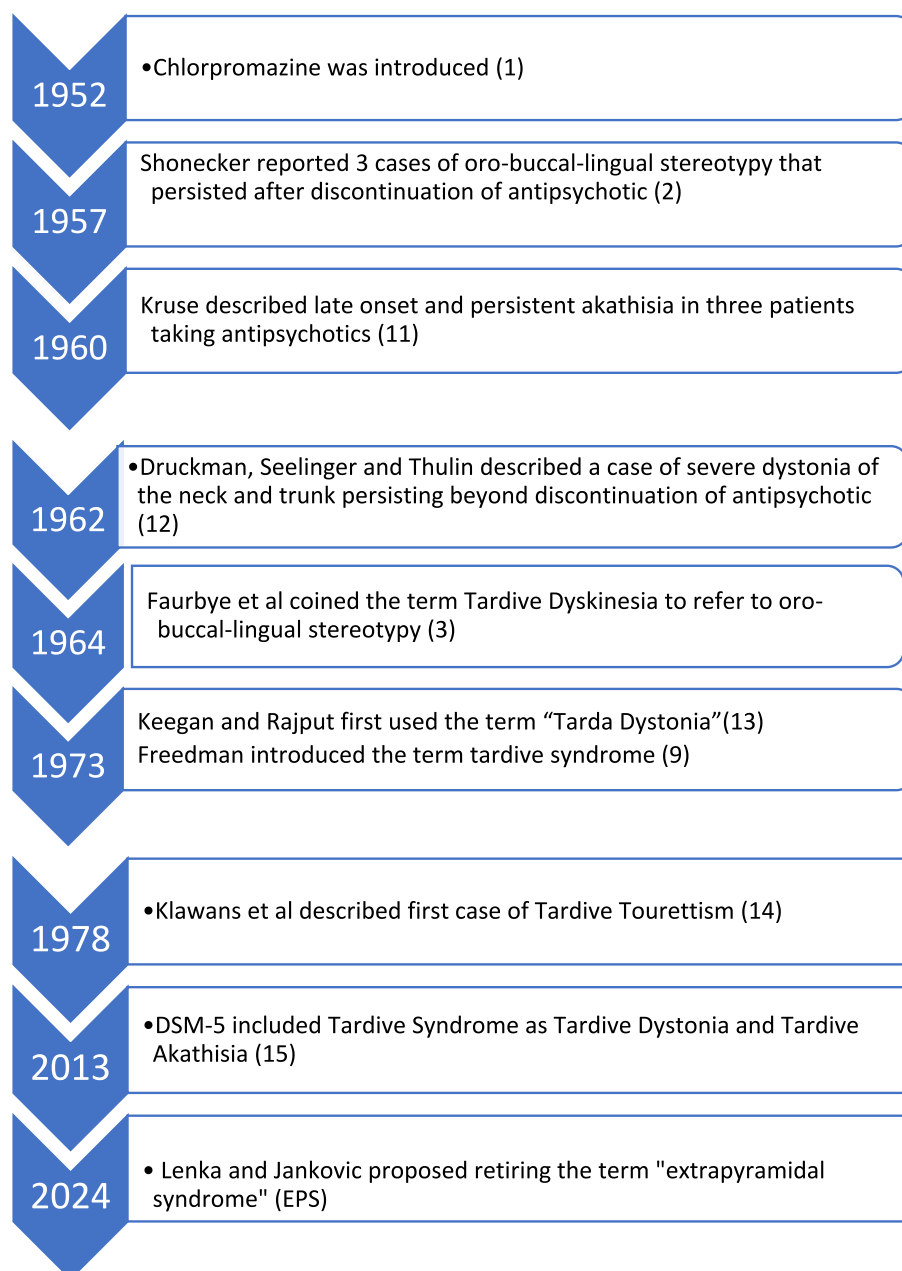 1952
•Chlorpromazine was introduced (1)
1957
Shonecker reported 3 cases of oro-buccal-lingual stereotypy that
persisted after discontinuation of antipsychotic (2)
1960
Kruse described late onset and persistent akathisia in three patients
taking antipsychotics (11)
1962
•Druckman, Seelinger and Thulin described a case of severe dystonia of
the neck and trunk persisting beyond discontinuation of antipsychotic
(12)
1964
Faurbye et al coined the term Tardive Dyskinesia to refer to oro-
buccal-lingual stereotypy (3)
1973
Keegan and Rajput first used the term “Tarda Dystonia”(13)
Freedman introduced the term tardive syndrome (9)
1978
•Klawans et al described first case of Tardive Tourettism (14)
2013
•DSM-5 included Tardive Syndrome as Tardive Dystonia and Tardive
Akathisia (15)
2024
• Lenka and Jankovic proposed retiring the term "extrapyramidal
syndrome" (EPS)